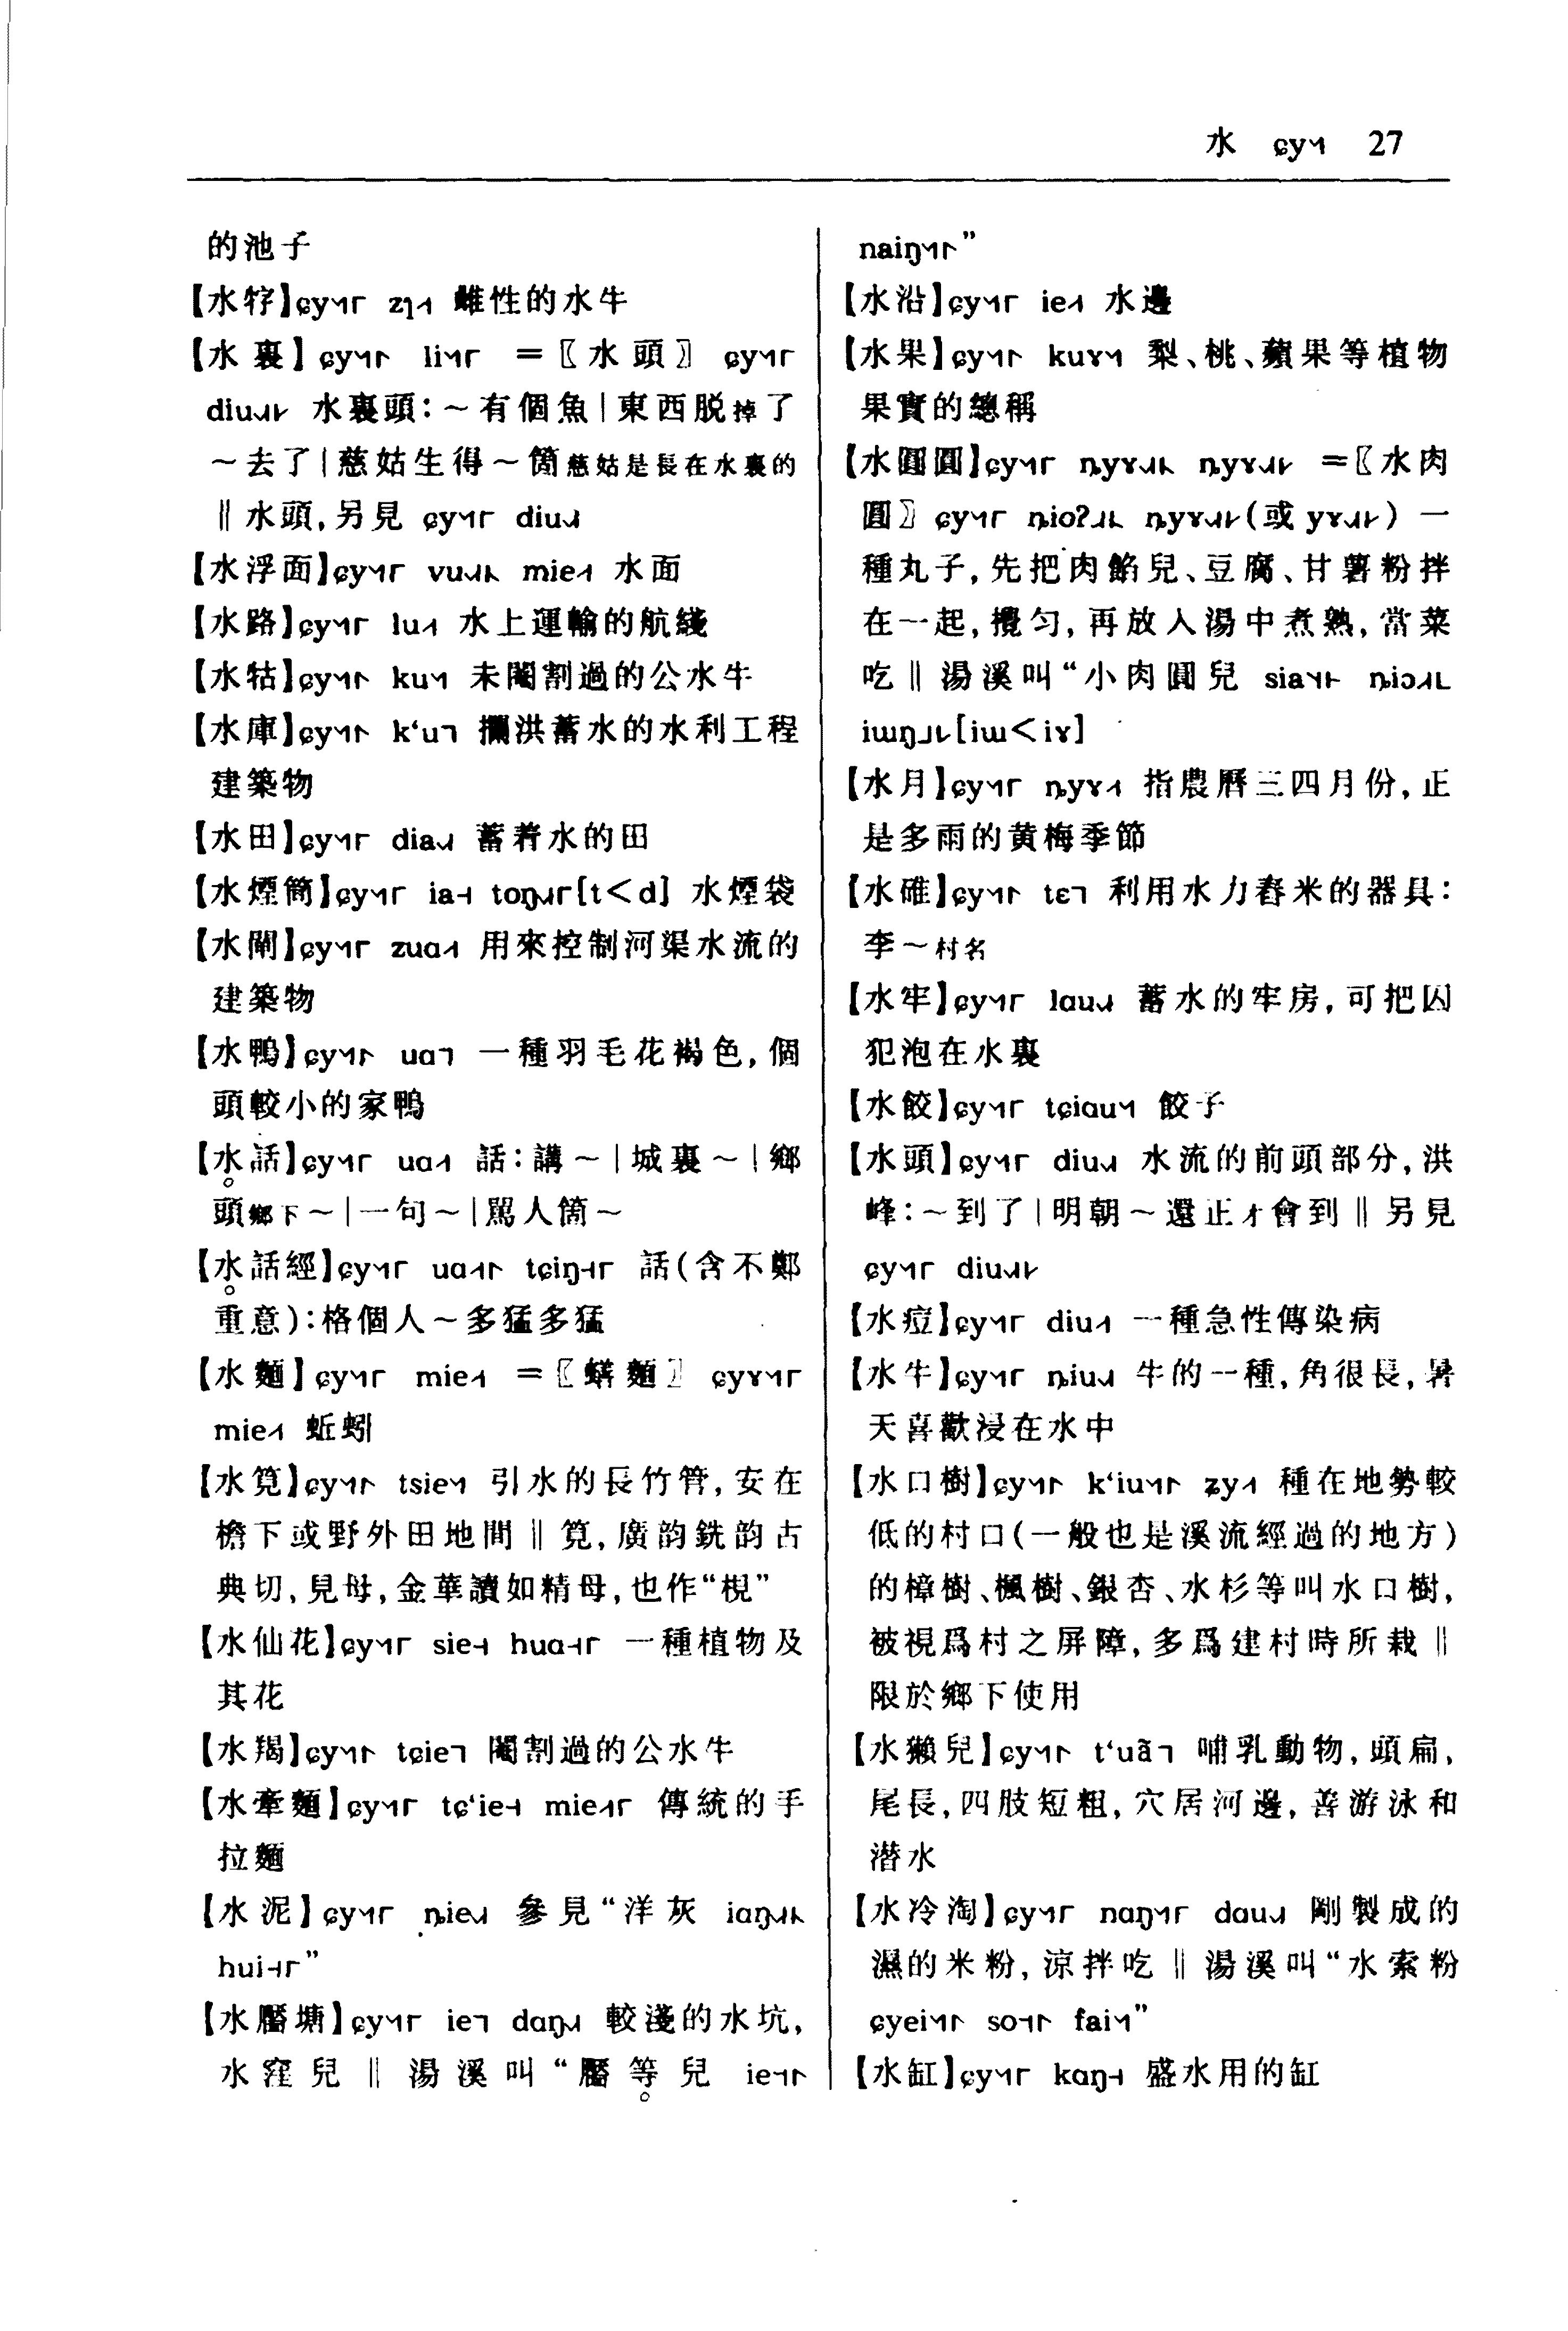 水 ɕy 27
的池子
【水牸】ɕy zɿ 雌性的水牛
【水裏】ɕy li ＝〖水頭〗ɕy
diu 水裏頭：～有個魚｜東西脱掉了
～去了｜慈姑生得～箇慈姑是長在水裏的
‖水頭，另見 ɕy diu
【水浮面】ɕy vu mie 水面
【水路】ɕy lu 水上運輸的航綫
【水牯】ɕy ku 未閹割過的公水牛
【水庫】ɕy k‘u 攔洪蓄水的水利工程
建築物
【水田】ɕy dia 蓄着水的田
【水煙筒】ɕy ia toŋ[t＜d] 水煙袋
【水閘】ɕy zuɑ 用來控制河渠水流的
建築物
【水鴨】ɕy uɑ 一種羽毛花褐色，個
頭較小的家鴨
【水。話】ɕy uɑ 話：講～｜城裏～｜鄉
頭鄉下～｜一句～｜駡人箇～
【水。話經】ɕy uɑ tɕiŋ 話（含不鄭
重意）：格個人～多猛多猛
【水麵】ɕy mie ＝〖蟮麵〗ɕyɤ
mie 蚯蚓
【水筧】ɕy tsie 引水的長竹管，安在
檐下或野外田地間‖筧，廣韵銑韵古
典切，見母，金華讀如精母，也作“梘”
【水仙花】ɕy sie huɑ 一種植物及
其花
【水羯】ɕy tɕie 閹割過的公水牛
【水牽麵】ɕy tɕ‘ie mie 傳統的手
拉麵
【水泥】ɕy ȵie 參見“洋灰 iɑŋ
hui”
【水靨塘】ɕy ie dɑŋ 較淺的水坑，
水窪兒‖湯溪叫“靨等。兒 ie
naiŋ”
【水沿】ɕy ie 水邊
【水果】ɕy kuɤ 梨、桃、蘋果等植物
果實的總稱
【水圓圓】ɕy ȵyɤ ȵyɤ ＝〖水肉
圓〗ɕy ȵioʔ ȵyɤ（或 yɤ）一
種丸子，先把肉餡兒、豆腐、甘薯粉拌
在一起，攪匀，再放入湯中煮熟，當菜
吃‖湯溪叫“小肉圓兒 sia ȵiɔ
iɯŋ[iɯ＜iɤ]
【水月】ɕy ȵyɤ 指農曆三四月份，正
是多雨的黄梅季節
【水碓】ɕy tɛ 利用水力舂米的器具：
李～村名
【水牢】ɕy lɑu 蓄水的牢房，可把囚
犯泡在水裏
【水餃】ɕy tɕiɑu 餃子
【水頭】ɕy diu 水流的前頭部分，洪
峰：～到了｜明朝～還正才會到‖另見
ɕy diu
【水痘】ɕy diu 一種急性傳染病
【水牛】ɕy ȵiu 牛的一種，角很長，暑
天喜歡浸在水中
【水口樹】ɕy k‘iu ʑy 種在地勢較
低的村口（一般也是溪流經過的地方）
的樟樹、楓樹、銀杏、水杉等叫水口樹，
被視爲村之屏障，多爲建村時所栽‖
限於鄉下使用
【水獺兒】ɕy t‘uã 哺乳動物，頭扁，
尾長，四肢短粗，穴居河邊，善游泳和
潛水
【水冷淘】ɕy nɑŋ dɑu 剛製成的
濕的米粉，涼拌吃‖湯溪叫“水索粉
ɕyei so fai”
【水缸】ɕy kɑŋ 盛水用的缸